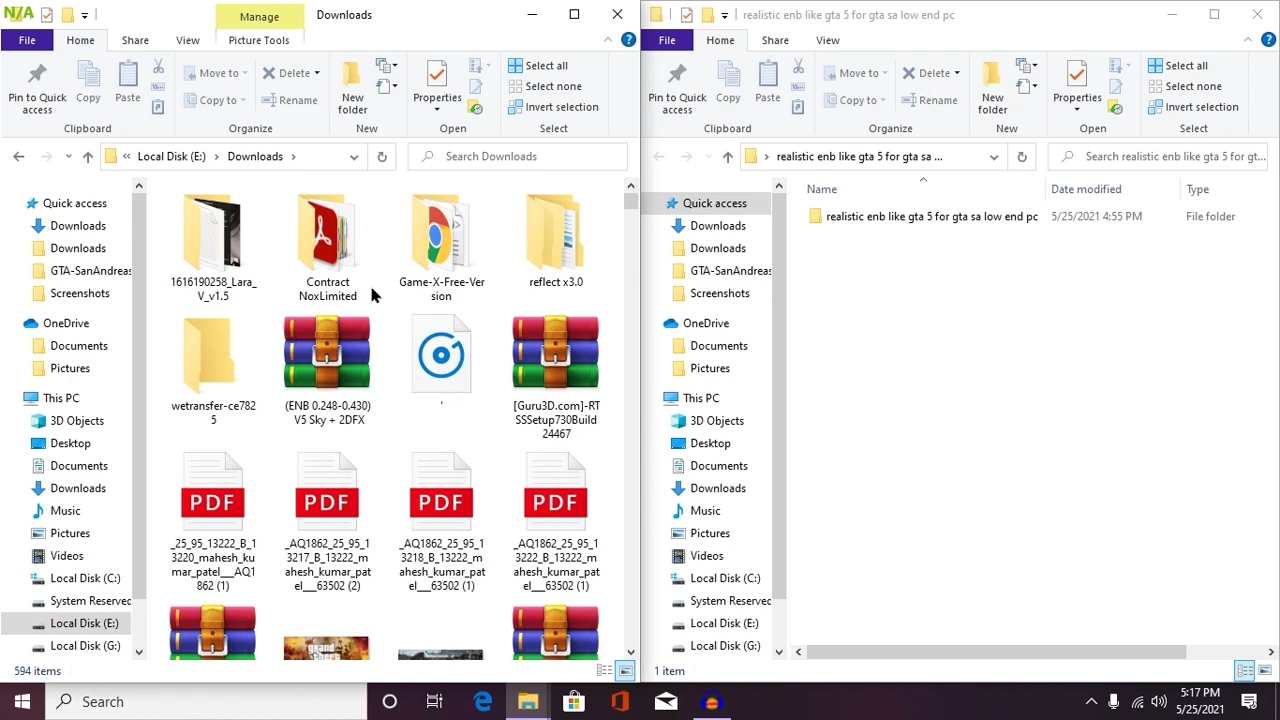 N/A
Manage
Downloads
File
Home
Share
View
Picture Tools
Pin to Quick
access
Copy
Paste
Move to
Copy to
Delete
Rename
New
folder
Properties
Select all
Select none
Invert selection
Clipboard
Organize
New
Open
Select
« Local Disk (E:) › Downloads ›
Search Downloads
Quick access
Downloads
Downloads
GTA-SanAndreas
Screenshots
OneDrive
Documents
Pictures
This PC
3D Objects
Desktop
Documents
Downloads
Music
Pictures
Videos
Local Disk (C:)
System Reserved
Local Disk (E:)
Local Disk (G:)
1616190258_Lara_
V_v1.5
Contract
NoxLimited
Game-X-Free-Ver
sion
reflect x3.0
wetransfer-ce782
5
(ENB 0.248-0.430)
V5 Sky + 2DFX
'
[Guru3D.com]-RT
SSSetup730Build
24467
PDF
PDF
PDF
PDF
_25_95_13222_B_1
3220_mahesh_ku
mar_patel___AQ1
862 (1)
_AQ1862_25_95_1
3217_B_13222_m
ahesh_kumar_pat
el___63502 (2)
_AQ1862_25_95_1
3218_B_13222_m
ahesh_kumar_pat
el___63502 (1)
_AQ1862_25_95_1
3222_B_13222_m
ahesh_kumar_pat
el___63502 (1)
594 items
realistic enb like gta 5 for gta sa low end pc
File
Home
Share
View
Pin to Quick
access
Copy
Paste
Move to
Copy to
Delete
Rename
New
folder
Properties
Select all
Select none
Invert selection
Clipboard
Organize
New
Open
Select
› realistic enb like gta 5 for gta sa ...
Search realistic enb like gta 5 for gt...
Quick access
Downloads
Downloads
GTA-SanAndreas
Screenshots
OneDrive
Documents
Pictures
This PC
3D Objects
Desktop
Documents
Downloads
Music
Pictures
Videos
Local Disk (C:)
System Reserved
Local Disk (E:)
Local Disk (G:)
Name
Date modified
Type
realistic enb like gta 5 for gta sa low end pc
5/25/2021 4:55 PM
File folder
1 item
Search
5:17 PM
5/25/2021